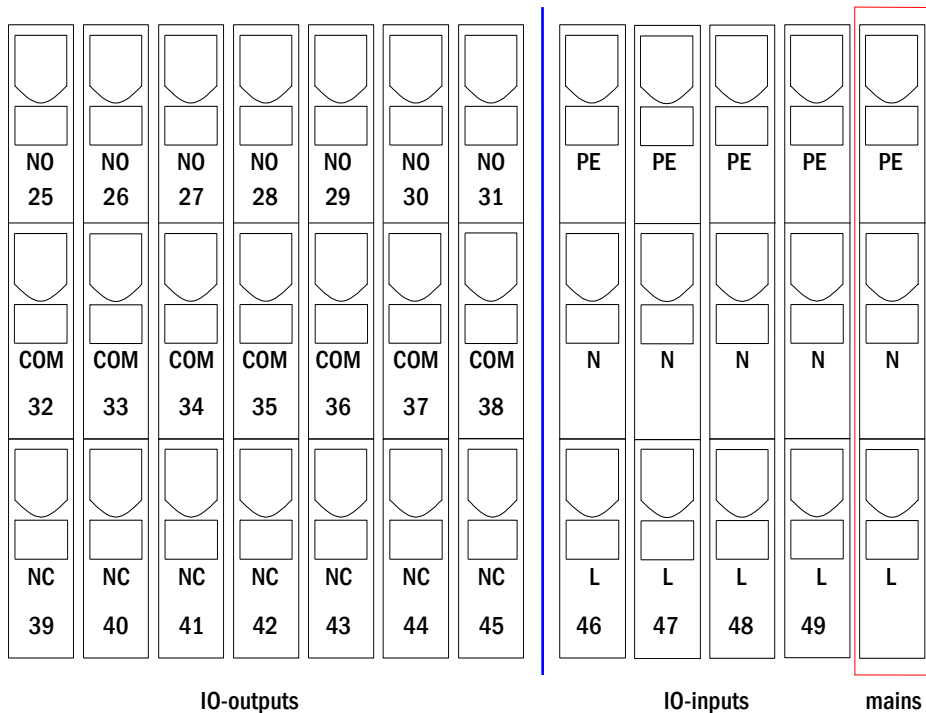 NO NO NO NO NO NO NO PE PE PE PE PE
25 26 27 28 29 30 31
COM COM COM COM COM COM COM N N N N N
32 33 34 35 36 37 38
NC NC NC NC NC NC NC L L L L L
39 40 41 42 43 44 45 46 47 48 49
IO-outputs IO-inputs mains